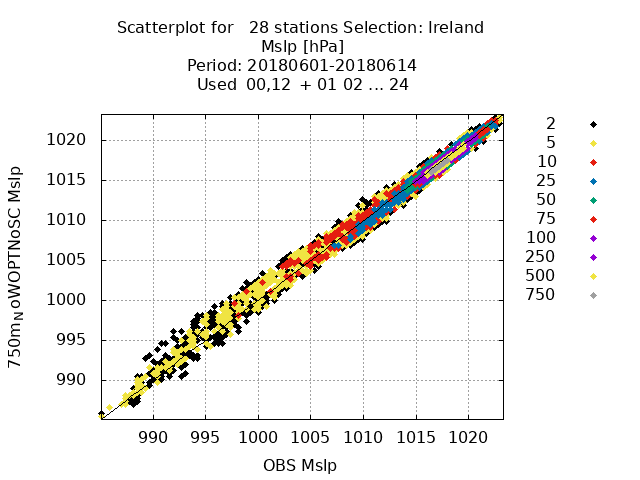 Scatterplot for 28 stations Selection: Ireland
Mslp [hPa]
Period: 20180601-20180614
Used 00,12 + 01 02 ... 24
750m_NoWOPTNoSC Mslp
1020
1015
1010
1005
1000
995
990
990 995 1000 1005 1010 1015 1020
OBS Mslp
2
5
10
25
50
75
100
250
500
750